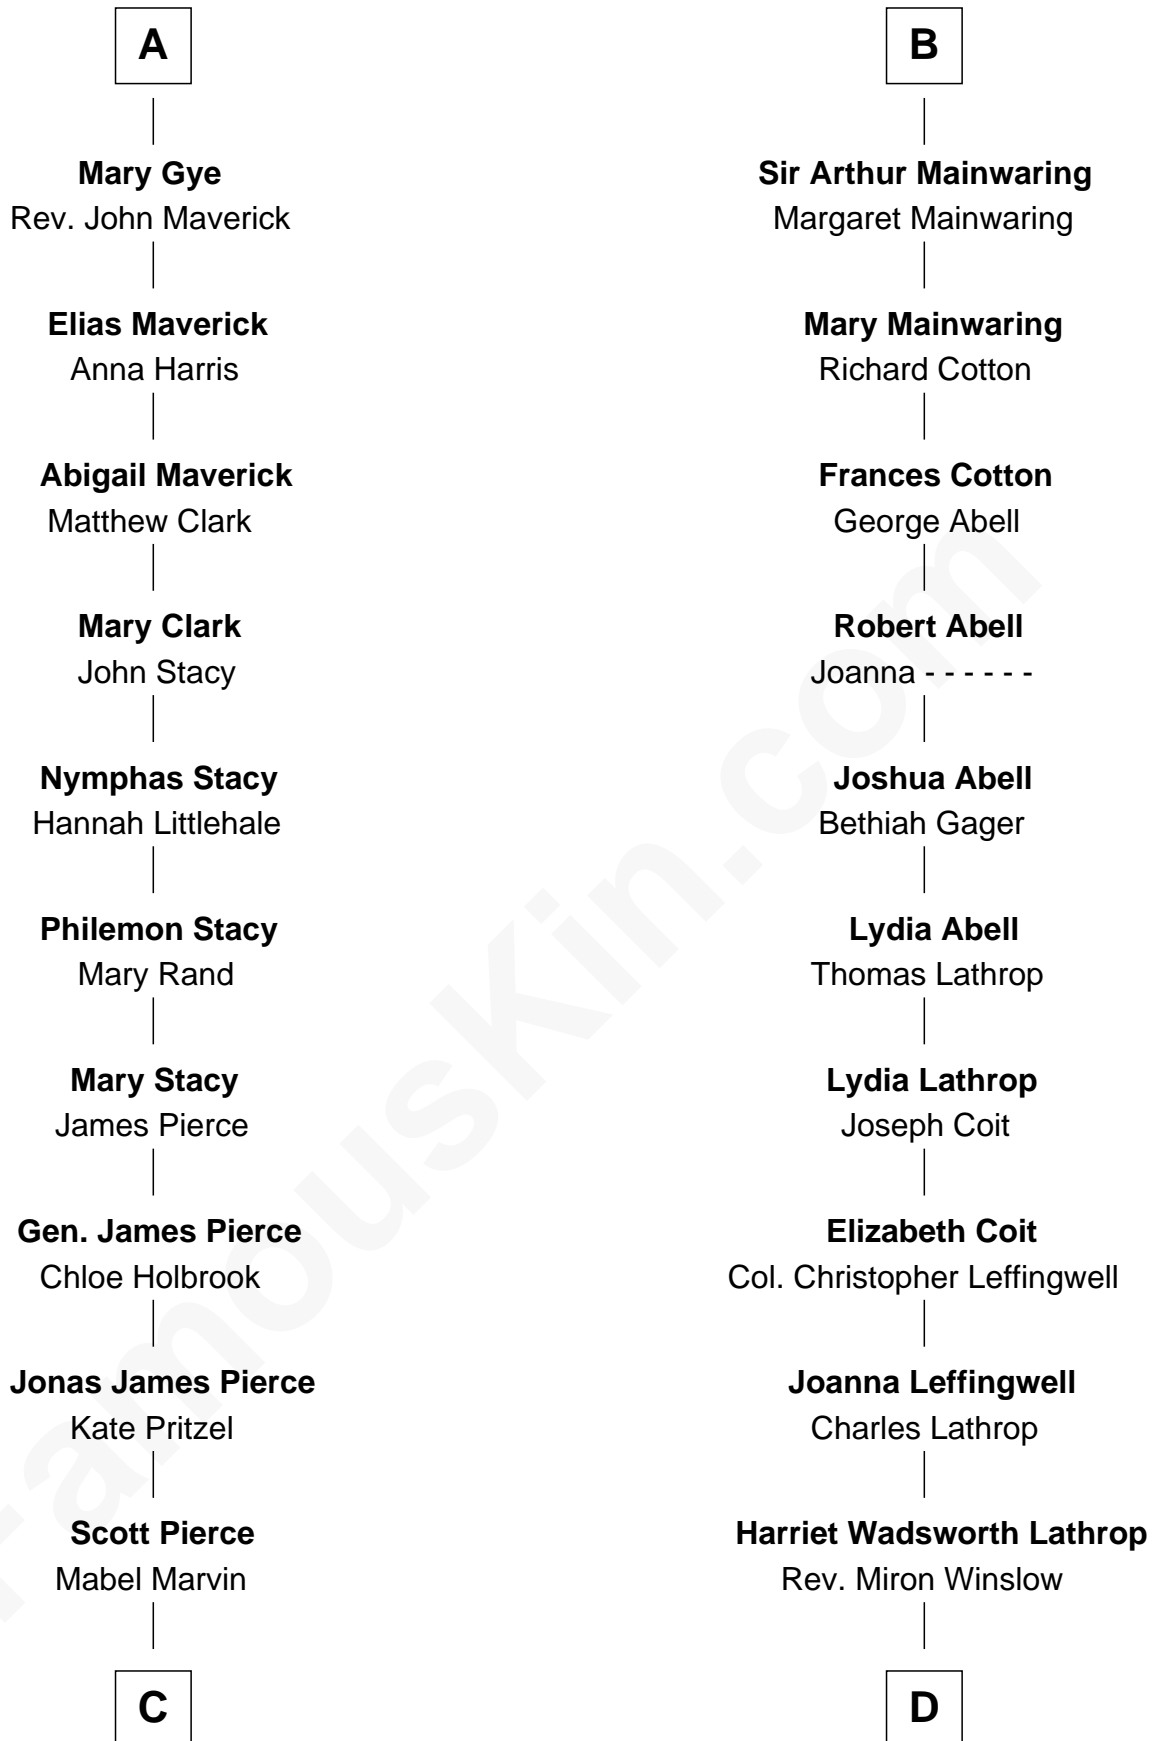 A
Mary Gye
Rev. John Maverick
Elias Maverick
Anna Harris
Abigail Maverick
Matthew Clark
Mary Clark
John Stacy
Nymphas Stacy
Hannah Littlehale
Philemon Stacy
Mary Rand
Mary Stacy
James Pierce
Gen. James Pierce
Chloe Holbrook
Jonas James Pierce
Kate Pritzel
Scott Pierce
Mabel Marvin
C
B
Sir Arthur Mainwaring
Margaret Mainwaring
Mary Mainwaring
Richard Cotton
Frances Cotton
George Abell
Robert Abell
Joanna - - - - - -
Joshua Abell
Bethiah Gager
Lydia Abell
Thomas Lathrop
Lydia Lathrop
Joseph Coit
Elizabeth Coit
Col. Christopher Leffingwell
Joanna Leffingwell
Charles Lathrop
Harriet Wadsworth Lathrop
Rev. Miron Winslow
D
FamousKin.com